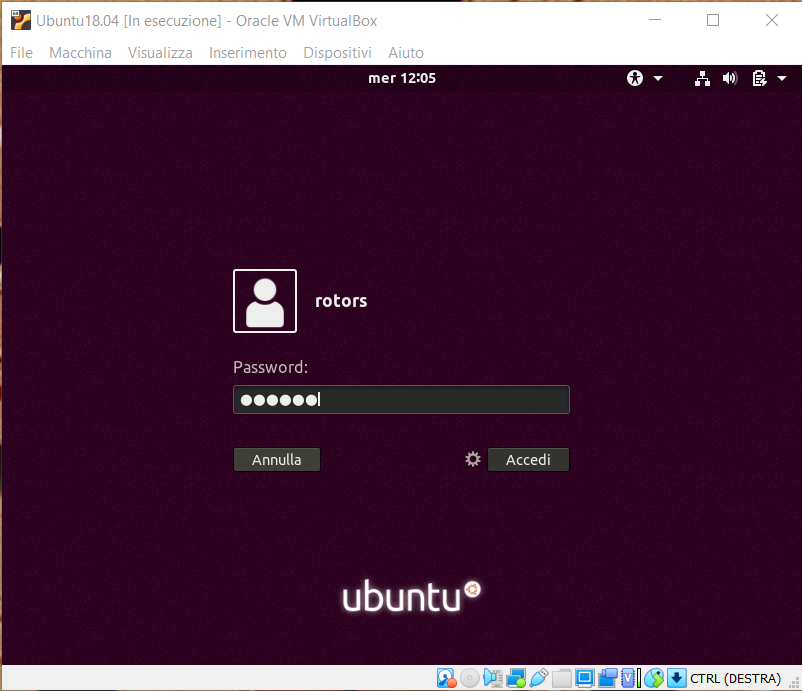 Ubuntu18.04 [In esecuzione] - Oracle VM VirtualBox
File Macchina Visualizza Inserimento Dispositivi Aiuto
mer 12:05
rotors
Password:
Annulla Accedi
ubuntu
CTRL (DESTRA)